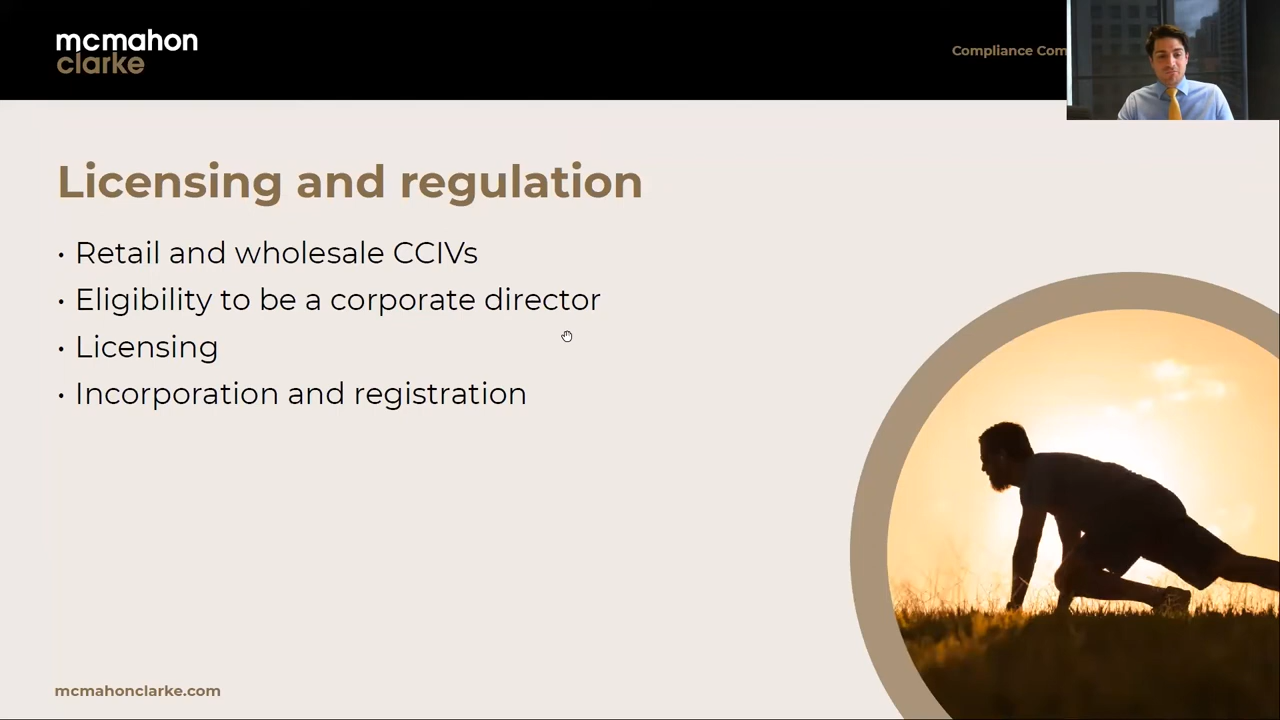 mcmahon
clarke
Compliance
Licensing and regulation
• Retail and wholesale CCIVs
• Eligibility to be a corporate director
• Licensing
• Incorporation and registration
mcmahonclarke.com